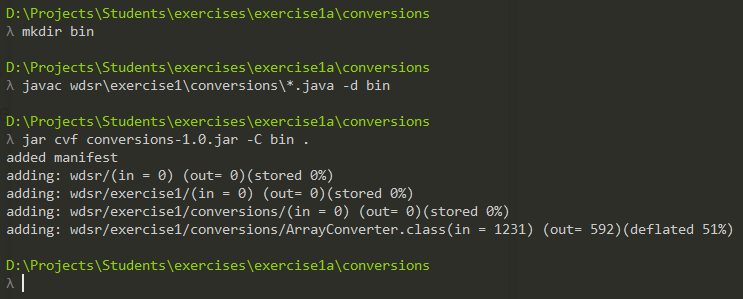 D:\Projects\Students\exercises\exercise1a\conversions
λ mkdir bin
D:\Projects\Students\exercises\exercise1a\conversions
λ javac wdsr\exercise1\conversions\*.java -d bin
D:\Projects\Students\exercises\exercise1a\conversions
λ jar cvf conversions-1.0.jar -C bin .
added manifest
adding: wdsr/(in = 0) (out= 0)(stored 0%)
adding: wdsr/exercise1/(in = 0) (out= 0)(stored 0%)
adding: wdsr/exercise1/conversions/(in = 0) (out= 0)(stored 0%)
adding: wdsr/exercise1/conversions/ArrayConverter.class(in = 1231) (out= 592)(deflated 51%)
D:\Projects\Students\exercises\exercise1a\conversions
λ